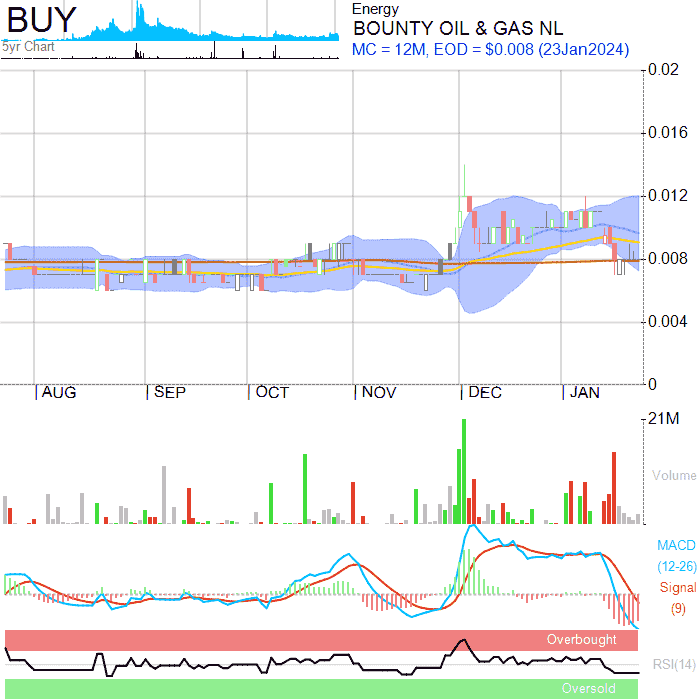 BUY
5yr Chart
Energy
BOUNTY OIL & GAS NL
MC = 12M, EOD = $0.008 (23Jan2024)
0.02
0.016
0.012
0.008
0.004
0
AUG SEP OCT NOV DEC JAN
21M
Volume
MACD
(12-26)
Signal
(9)
Overbought
RSI(14)
Oversold